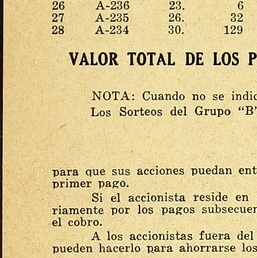 26 A-236 23. 6
27 A-235 26. 32
28 A-234 30. 129
VALOR TOTAL DE LOS P
NOTA: Cuando no se indic
Los Sorteos del Grupo "B"
para que sus acciones puedan ent
primer pago.
Si el accionista reside en
riamente por los pagos subsecuen
el cobro.
A los accionistas fuera del
pueden hacerlo para ahorrarse los